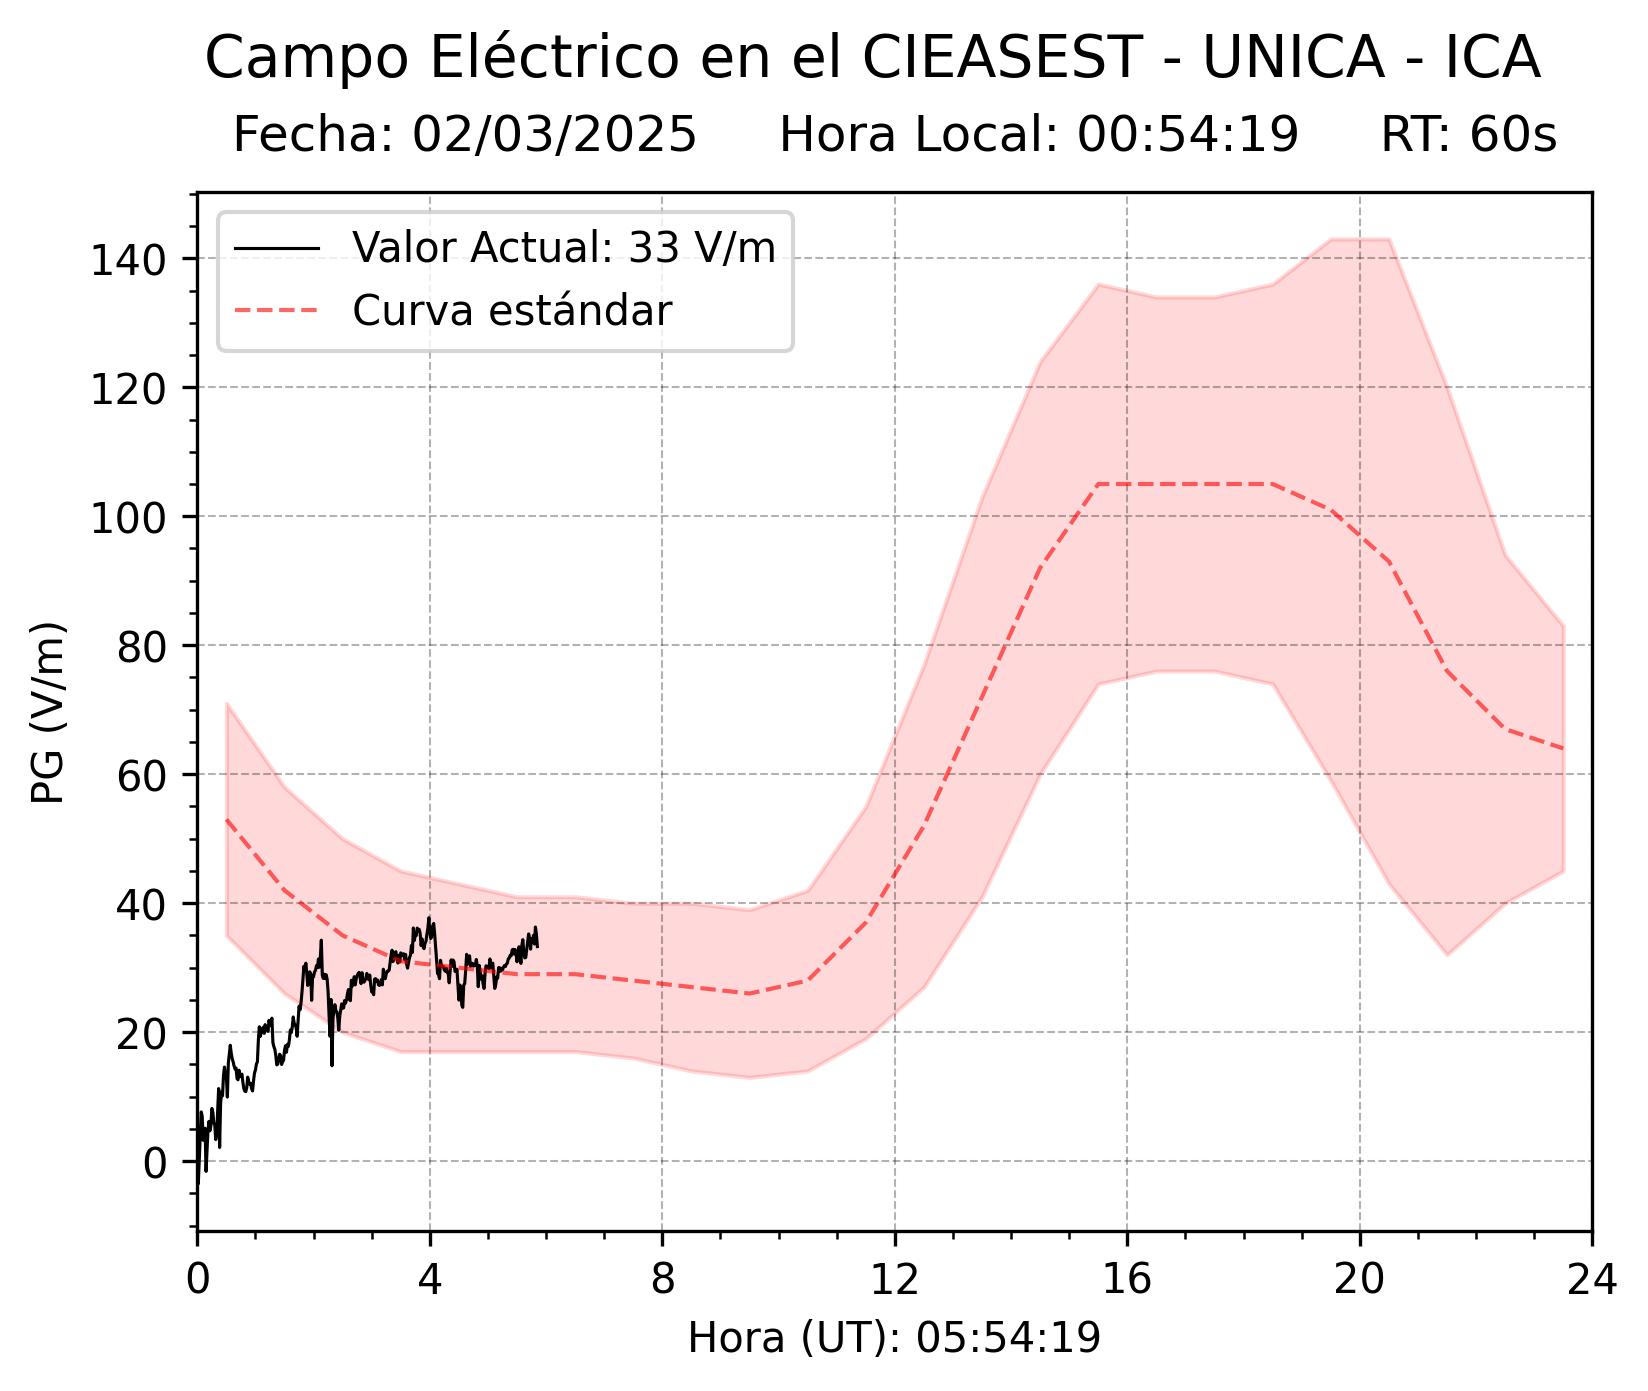 Campo Eléctrico en el CIEASEST - UNICA - ICA
Fecha: 02/03/2025 Hora Local: 00:54:19 RT: 60s
Valor Actual: 33 V/m
Curva estándar
140
120
100
80
60
40
20
0
PG (V/m)
0 4 8 12 16 20 24
Hora (UT): 05:54:19